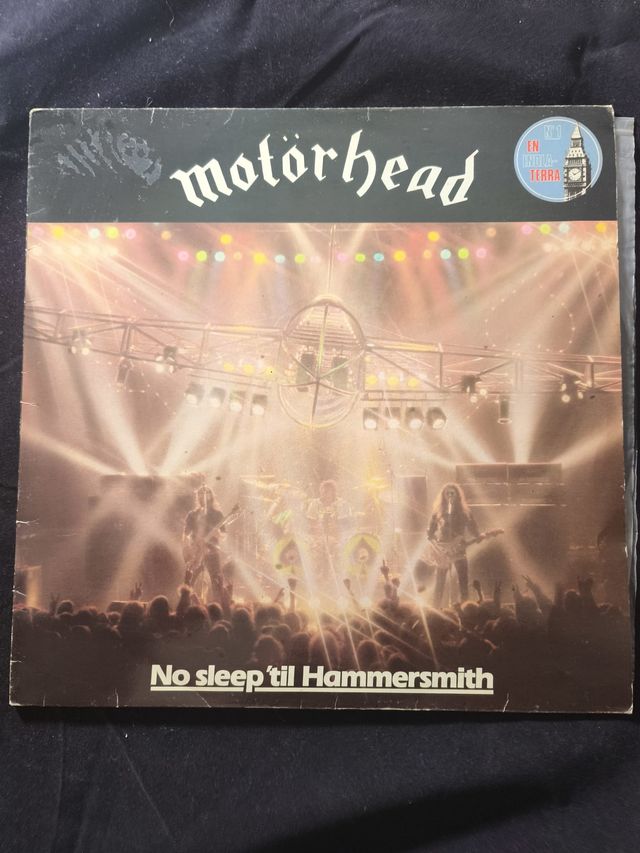 motörhead
Nº1
EN
INGLA-
TERRA
No sleep 'til Hammersmith